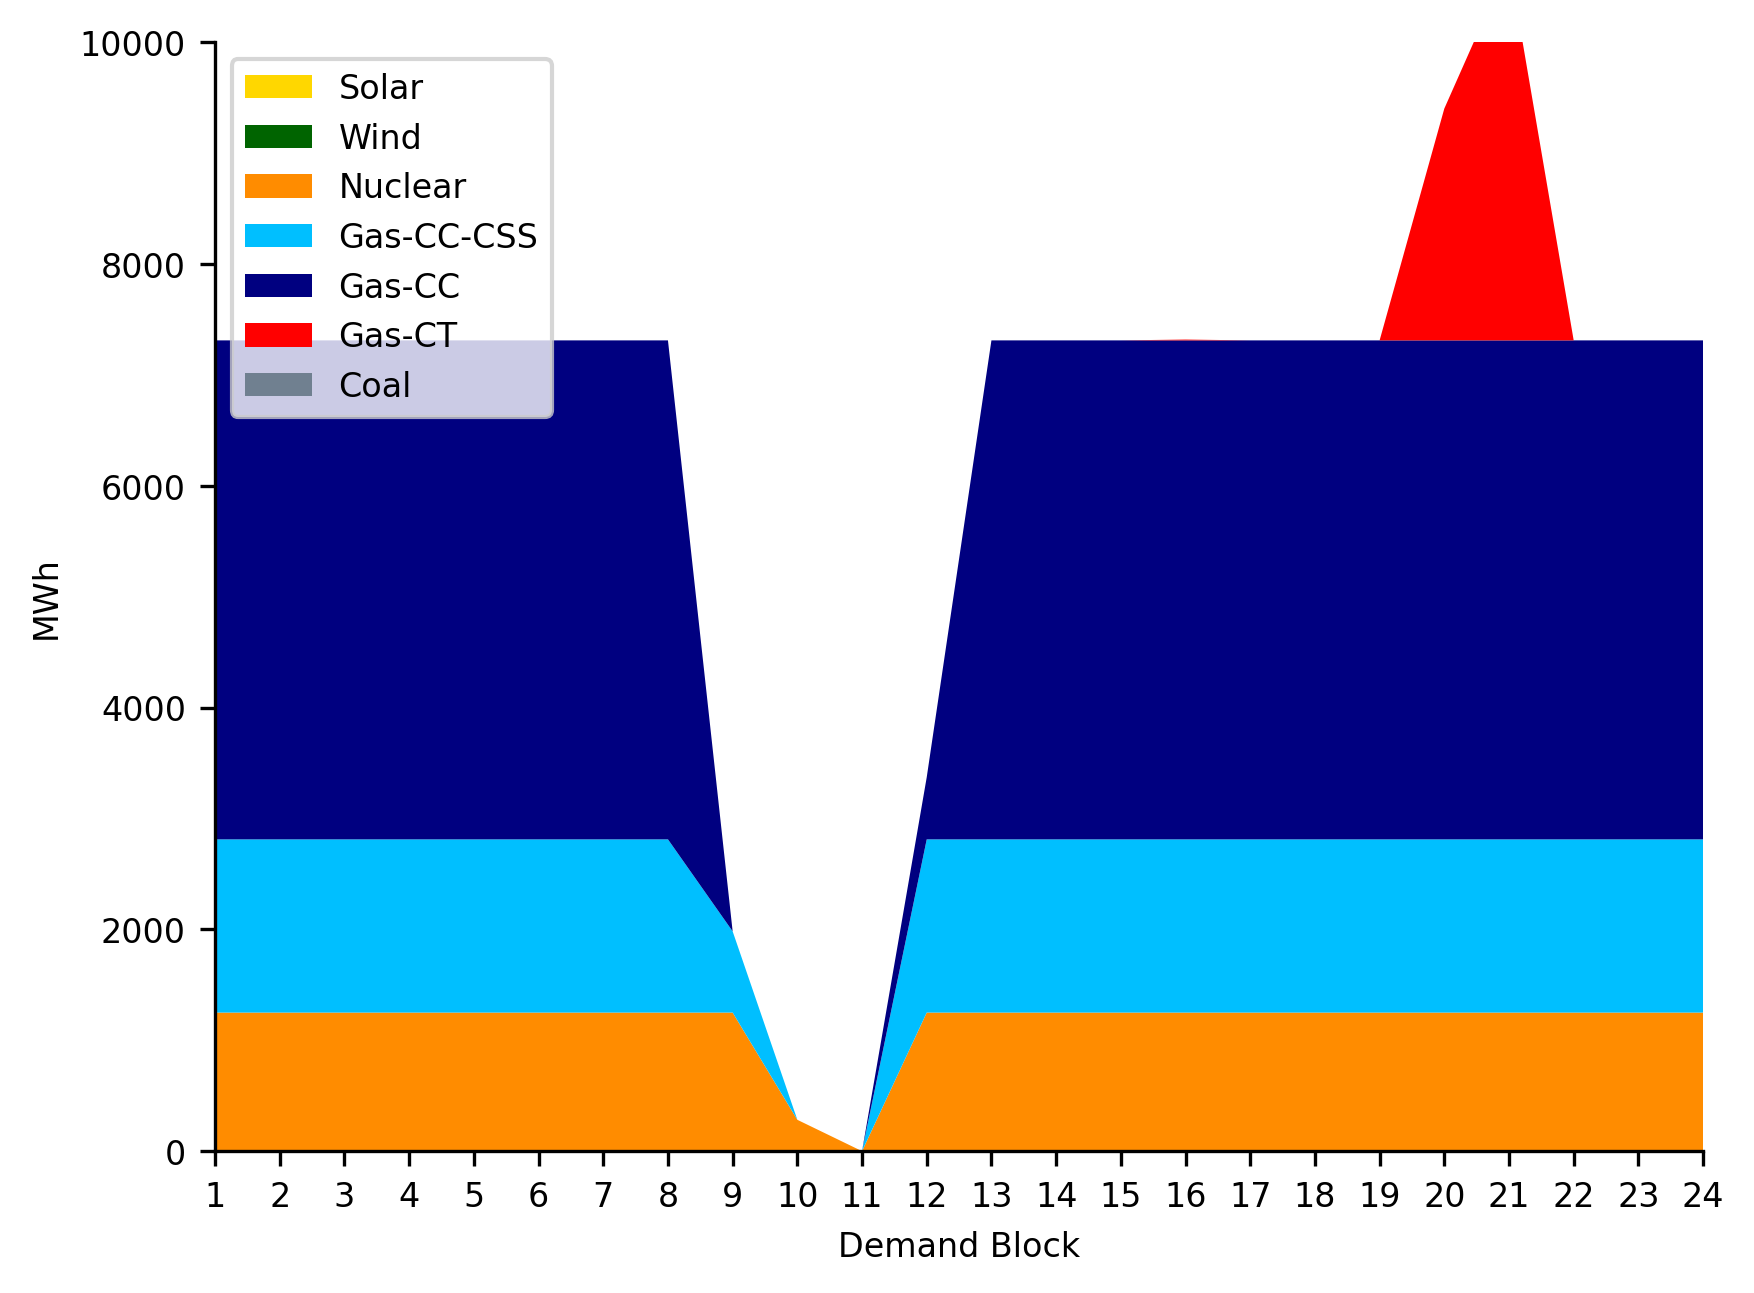 10000
8000
6000
4000
2000
0
MWh
Solar
Wind
Nuclear
Gas-CC-CSS
Gas-CC
Gas-CT
Coal
1 2 3 4 5 6 7 8 9 10 11 12 13 14 15 16 17 18 19 20 21 22 23 24
Demand Block